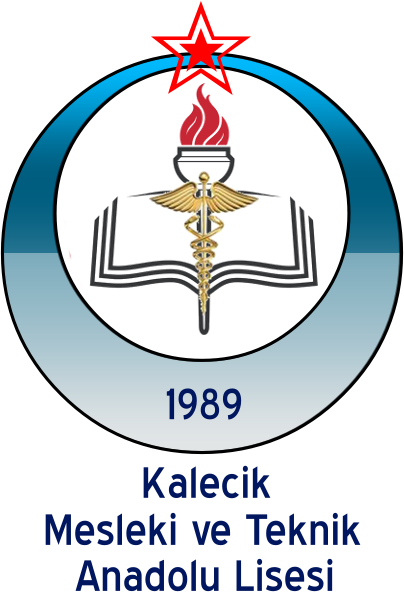 1989
Kalecik
Mesleki ve Teknik
Anadolu Lisesi